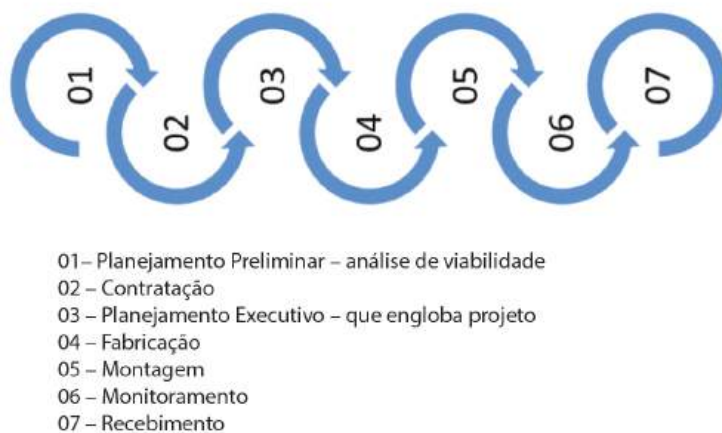 01
02
03
04
05
06
07
01– Planejamento Preliminar – análise de viabilidade
02 – Contratação
03 – Planejamento Executivo – que engloba projeto
04 – Fabricação
05 – Montagem
06 – Monitoramento
07 – Recebimento